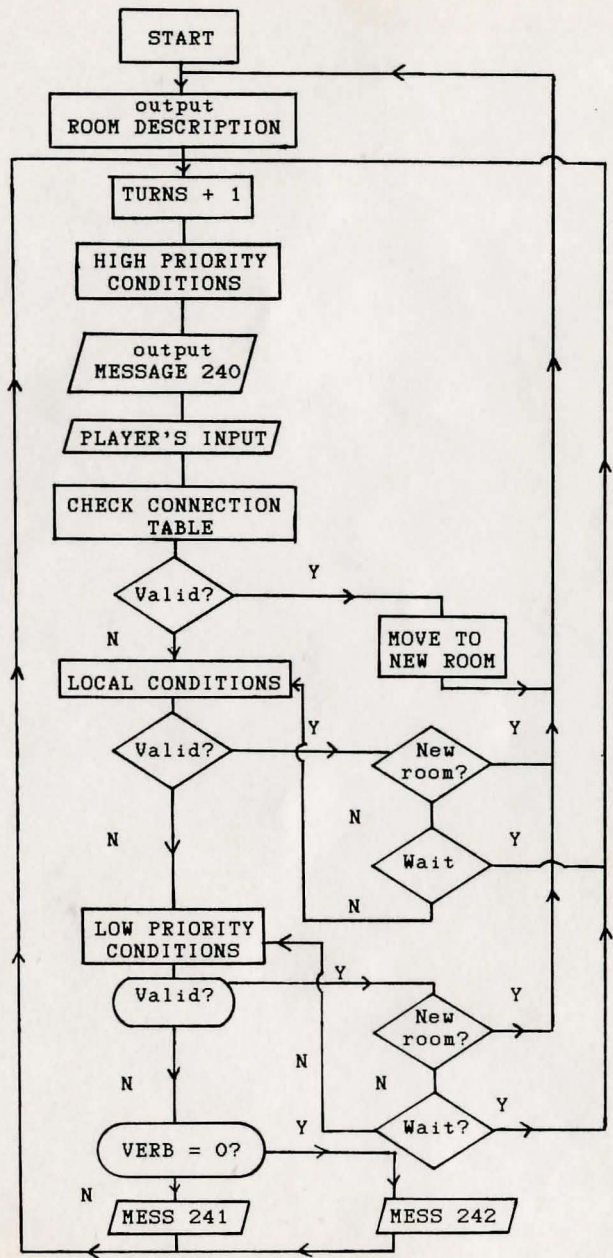 START
output
ROOM DESCRIPTION
TURNS + 1
HIGH PRIORITY
CONDITIONS
output
MESSAGE 240
PLAYER'S INPUT
CHECK CONNECTION
TABLE
Valid?
Y
N
MOVE TO
NEW ROOM
LOCAL CONDITIONS
Valid?
Y
New
room?
Y
N
N
Wait
Y
N
LOW PRIORITY
CONDITIONS
Valid?
Y
New
room?
Y
N
N
N
Wait?
Y
VERB = 0?
Y
N
MESS 241
MESS 242